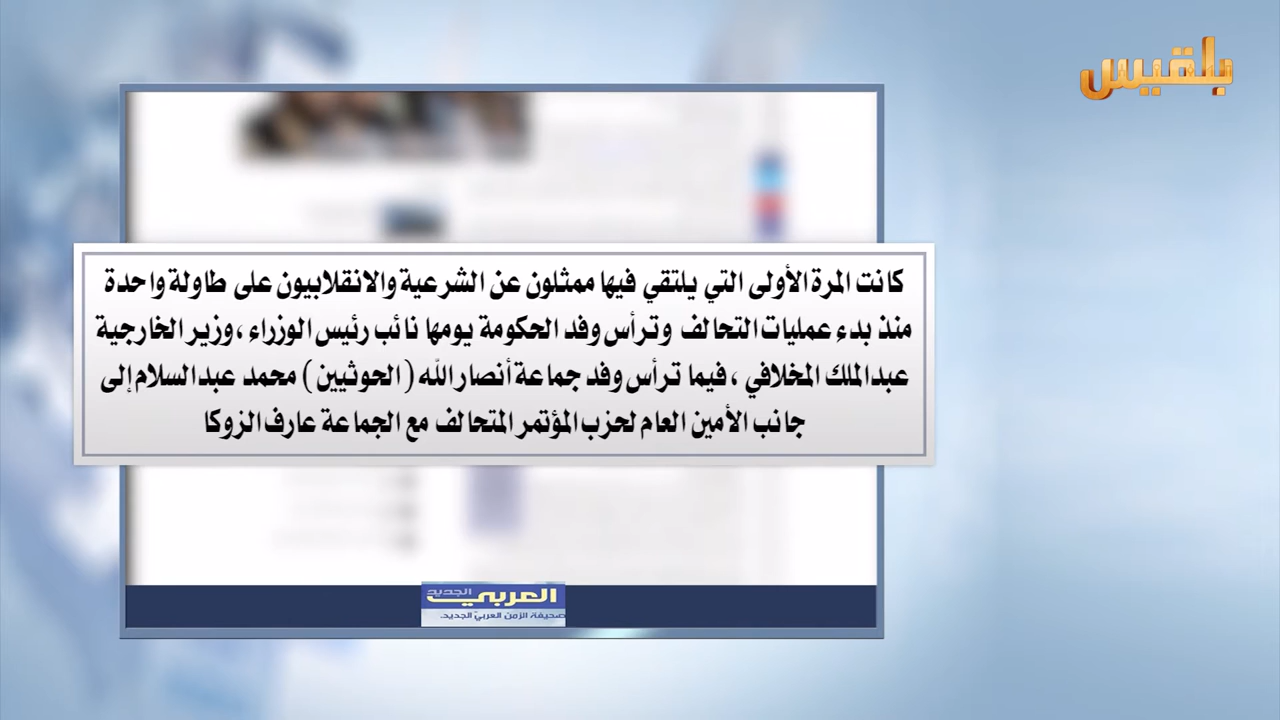 بلقيس
كانت المرة الأولى التي يلتقي فيها ممثلون عن الشرعية والانقلابيون على طاولة واحدة
منذ بدء عمليات التحالف وترأس وفد الحكومة يومها نائب رئيس الوزراء ،وزير الخارجية
عبدالملك المخلافي ، فيما ترأس وفد جماعة أنصار الله ( الحوثيين ) محمد عبدالسلام إلى
جانب الأمين العام لحزب المؤتمر المتحالف مع الجماعة عارف الزوكا
العربي الجديد
صحيفة الزمن العربيّ الجديد.